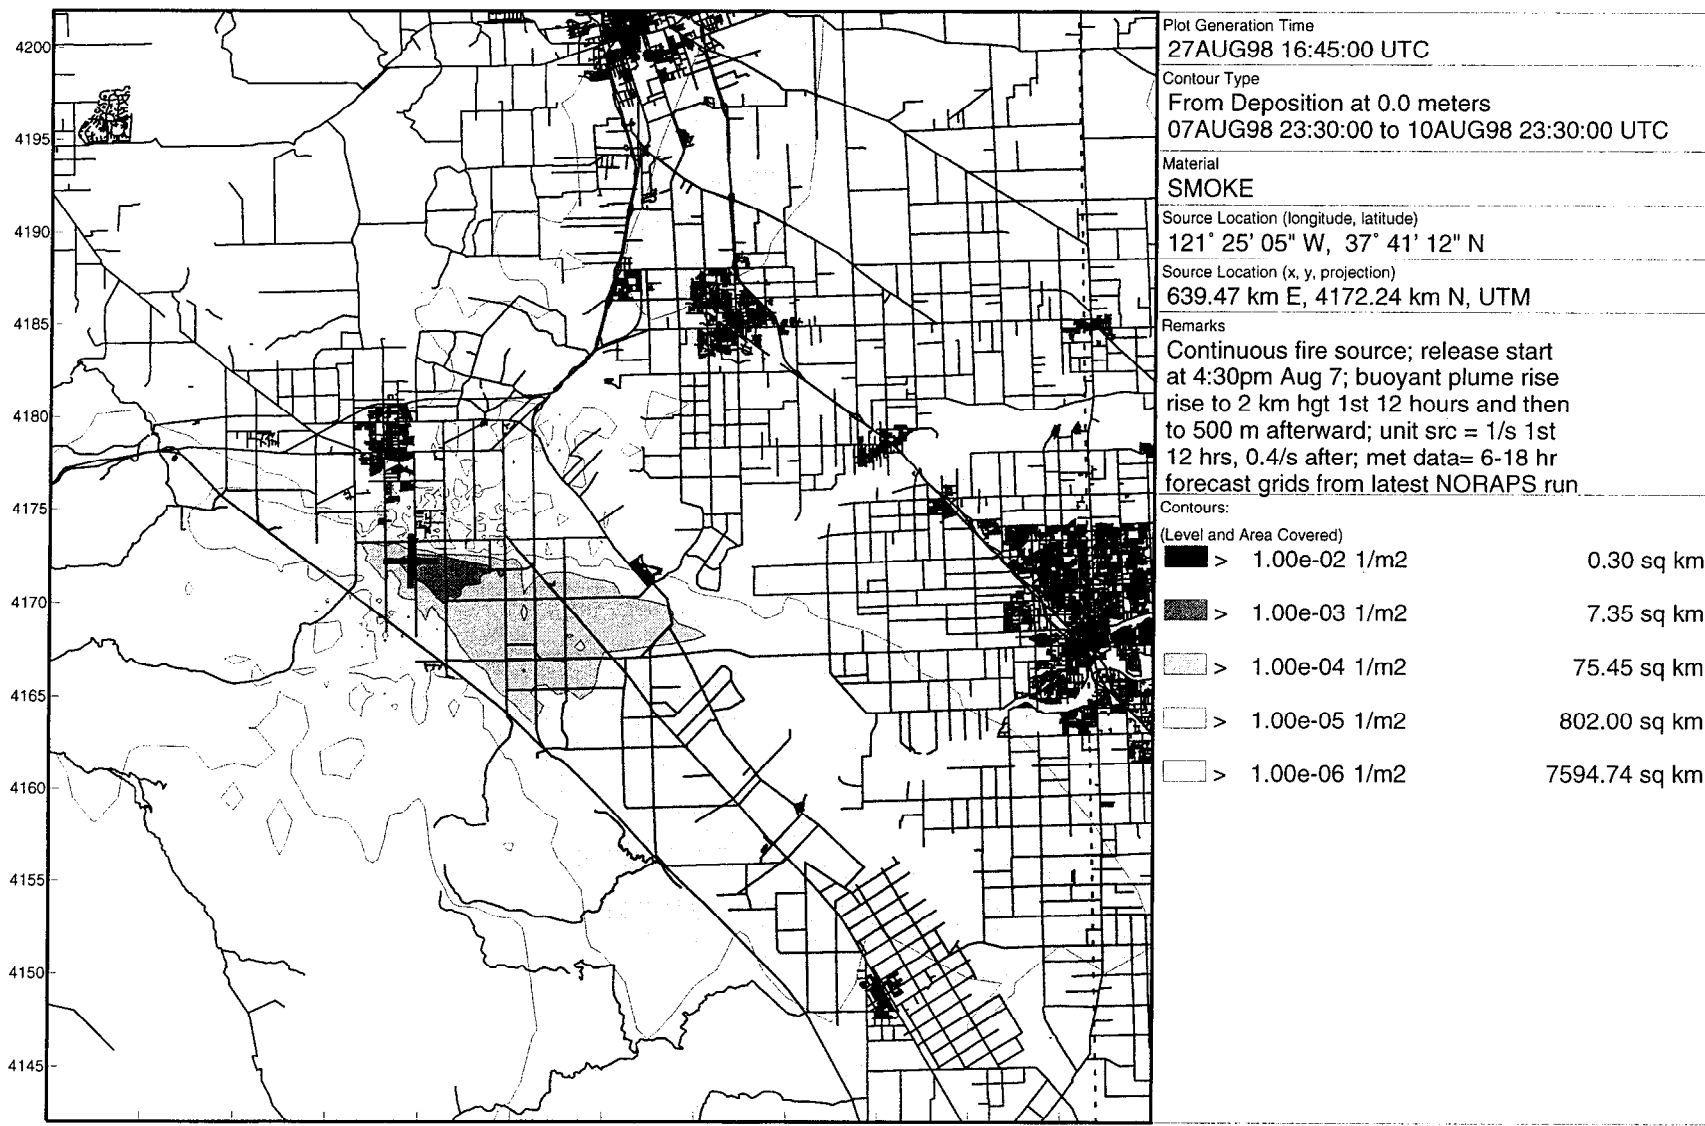 4200
4195
4190
4185
4180
4175
4170
4165
4160
4155
4150
4145
Plot Generation Time
27AUG98 16:45:00 UTC
Contour Type
From Deposition at 0.0 meters
07AUG98 23:30:00 to 10AUG98 23:30:00 UTC
Material
SMOKE
Source Location (longitude, latitude)
121° 25' 05" W, 37° 41' 12" N
Source Location (x, y, projection)
639.47 km E, 4172.24 km N, UTM
Remarks
Continuous fire source; release start
at 4:30pm Aug 7; buoyant plume rise
rise to 2 km hgt 1st 12 hours and then
to 500 m afterward; unit src = 1/s 1st
12 hrs, 0.4/s after; met data= 6-18 hr
forecast grids from latest NORAPS run
Contours:
(Level and Area Covered)
> 1.00e-02 1/m2 0.30 sq km
> 1.00e-03 1/m2 7.35 sq km
> 1.00e-04 1/m2 75.45 sq km
> 1.00e-05 1/m2 802.00 sq km
> 1.00e-06 1/m2 7594.74 sq km